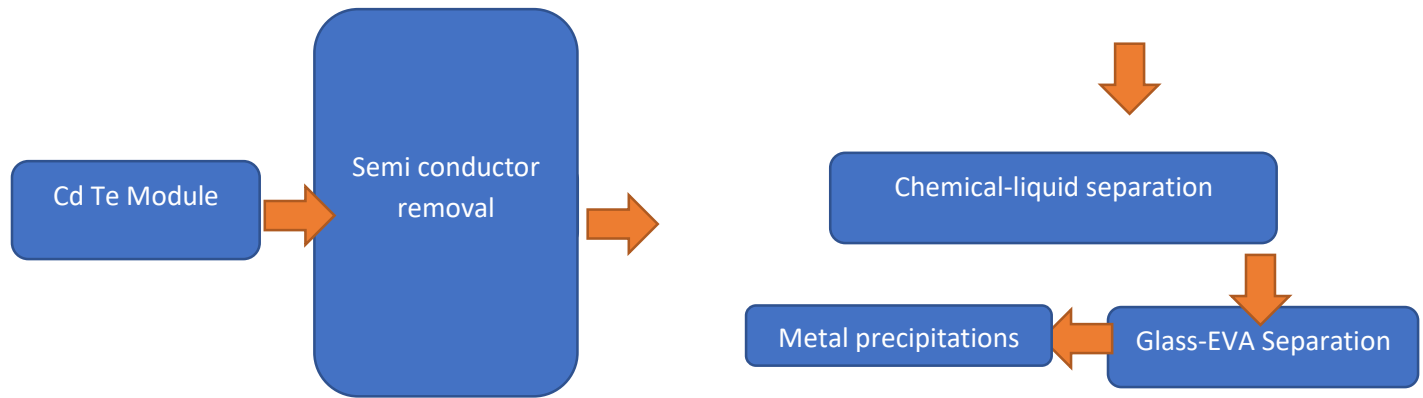 Cd Te Module
Semi conductor
removal
Chemical-liquid separation
Glass-EVA Separation
Metal precipitations